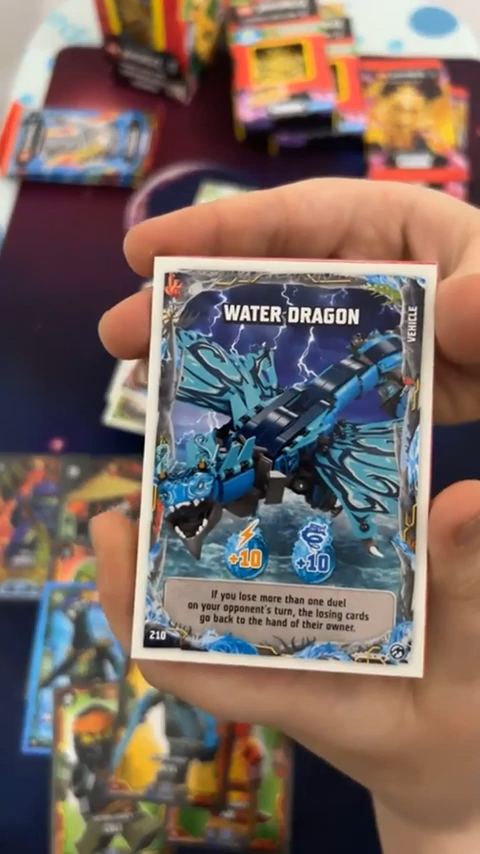 WATER DRAGON
VEHICLE
+10
+10
If you lose more than one duel
on your opponent's turn, the losing cards
go back to the hand of their owner.
210